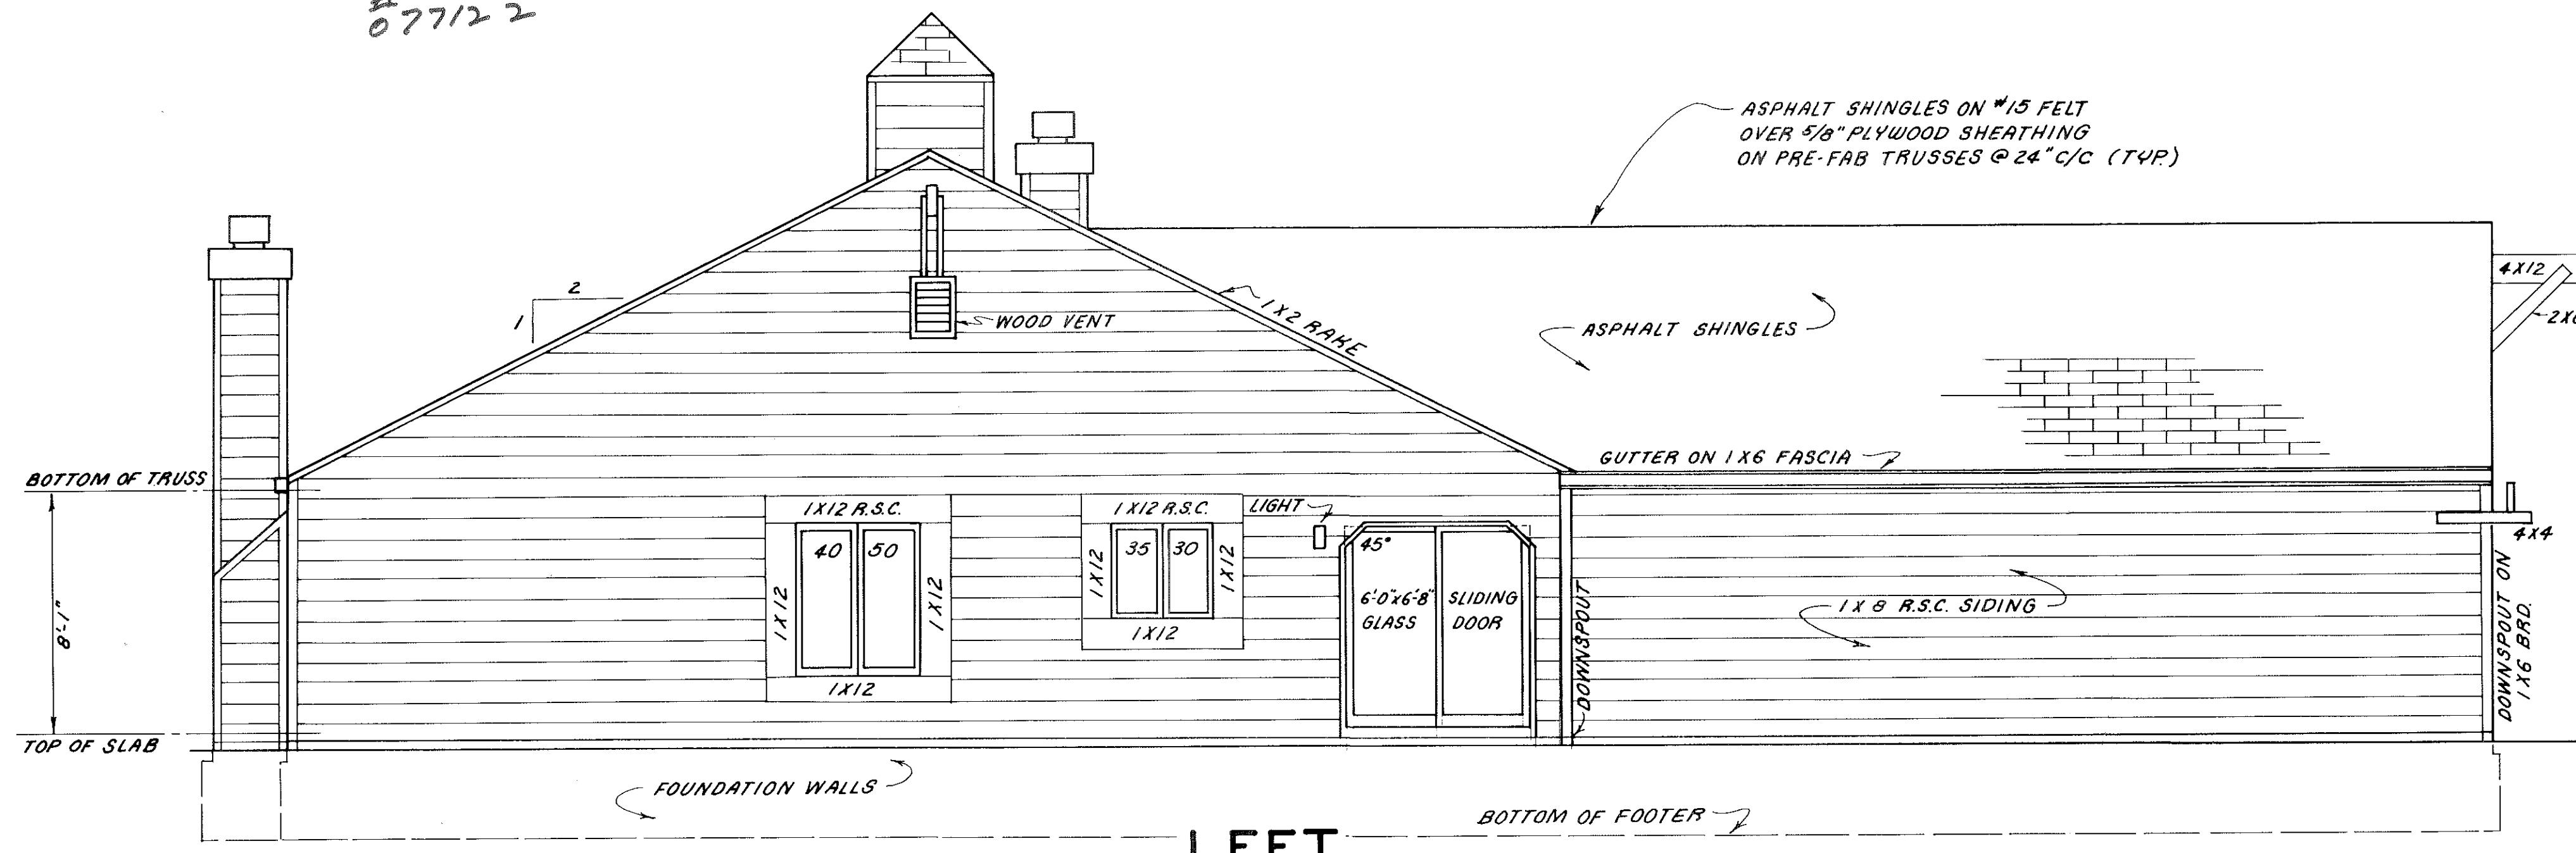 077122
ASPHALT SHINGLES ON #15 FELT
OVER 5/8" PLYWOOD SHEATHING
ON PRE-FAB TRUSSES @ 24" C/C (TYP.)
4X12
2
1
WOOD VENT
1X2 RAKE
ASPHALT SHINGLES
GUTTER ON 1X6 FASCIA
BOTTOM OF TRUSS
8'-1"
TOP OF SLAB
1X12 R.S.C.
40 50
1X12
1X12
1X12
1X12 R.S.C.
35 30
1X12
1X12
1X12
LIGHT
45°
6'-0"x6'-8" SLIDING
GLASS DOOR
DOWNSPOUT
1X8 R.S.C. SIDING
4X4
DOWNSPOUT ON
1X6 BRD.
FOUNDATION WALLS
BOTTOM OF FOOTER
LEFT